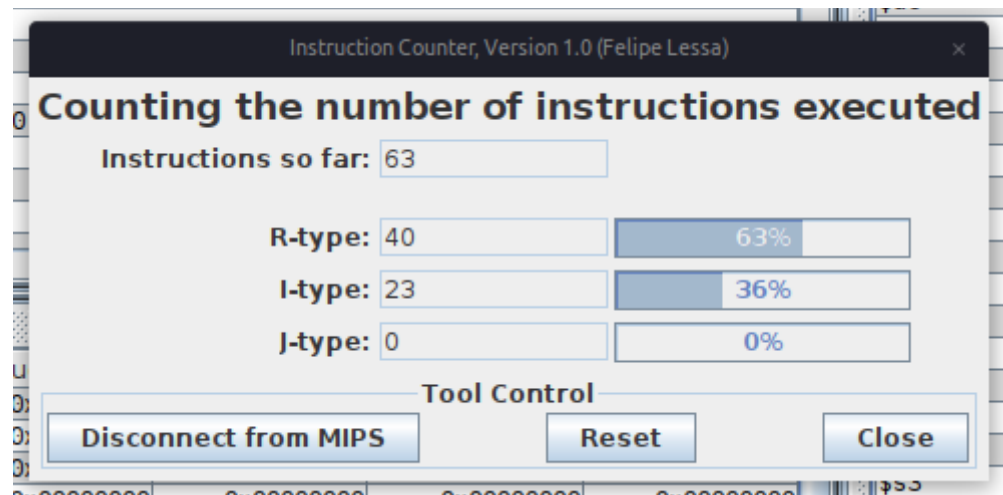 Instruction Counter, Version 1.0 (Felipe Lessa) ×
Counting the number of instructions executed
Instructions so far: 63
R-type: 40 63%
I-type: 23 36%
J-type: 0 0%
Tool Control
Disconnect from MIPS Reset Close
$s3